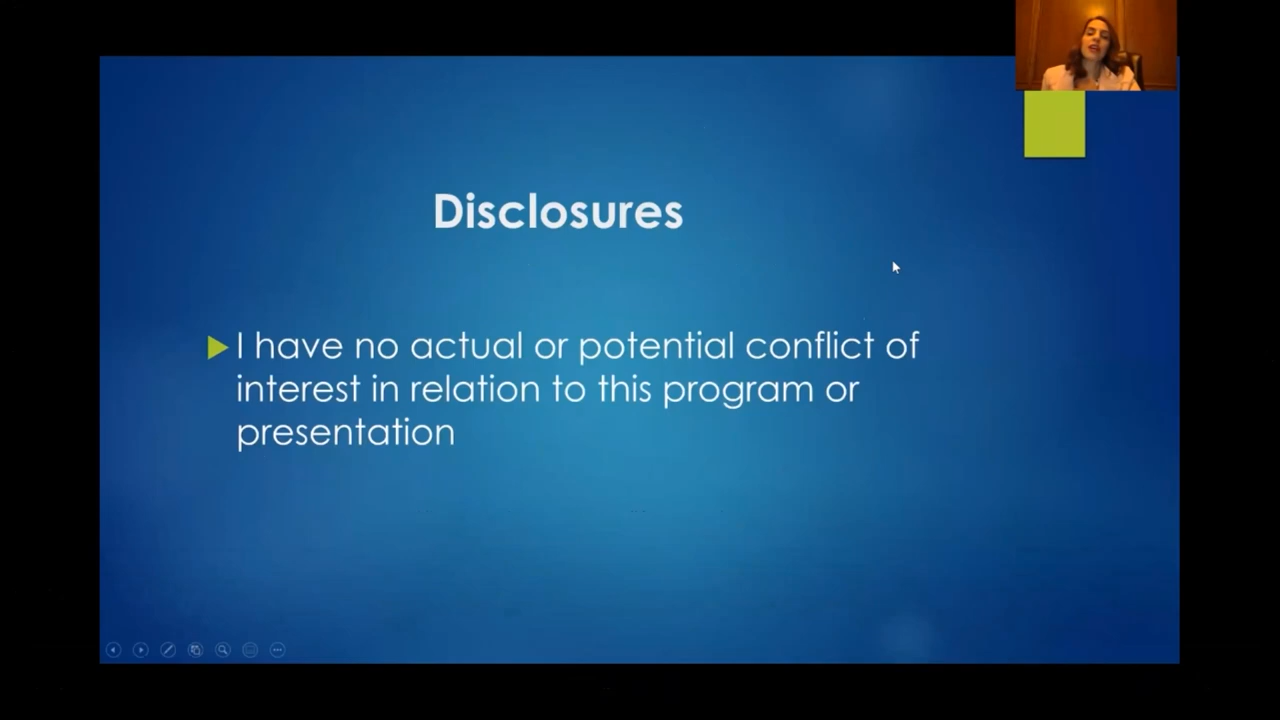 Disclosures
I have no actual or potential conflict of
interest in relation to this program or
presentation